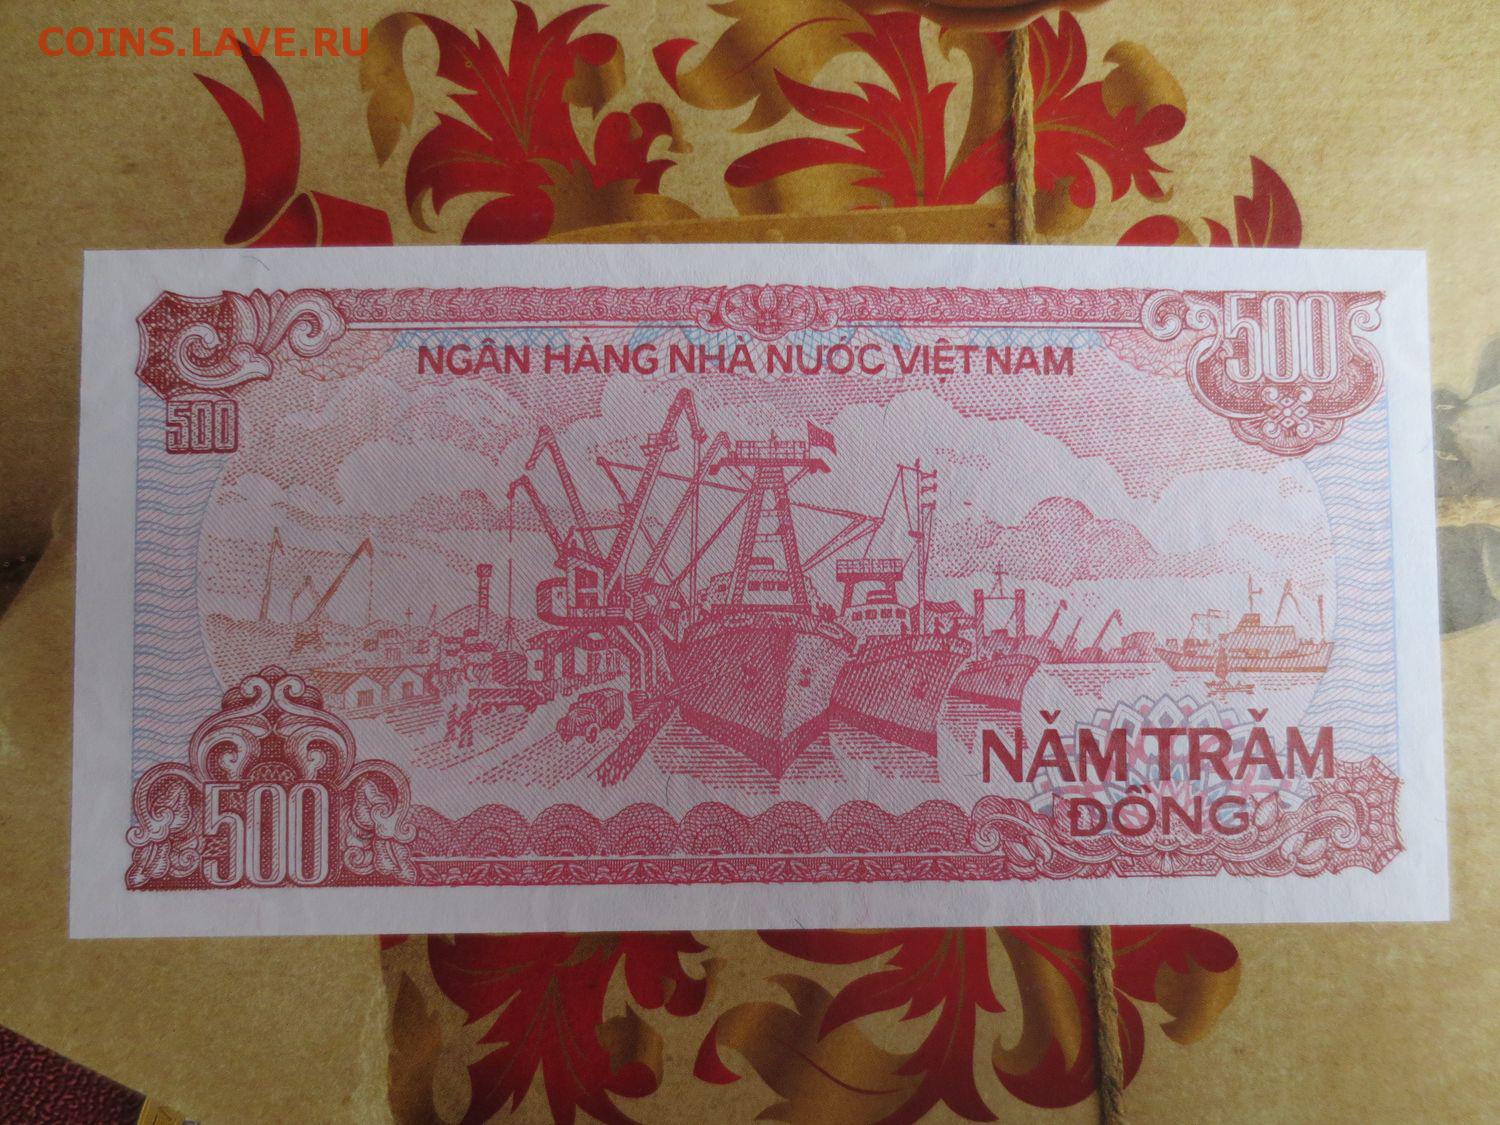 COINS.LAVE.RU
500
NGÂN HÀNG NHÀ NƯỚC VIỆT NAM
500
500
NĂM TRĂM
ĐỒNG